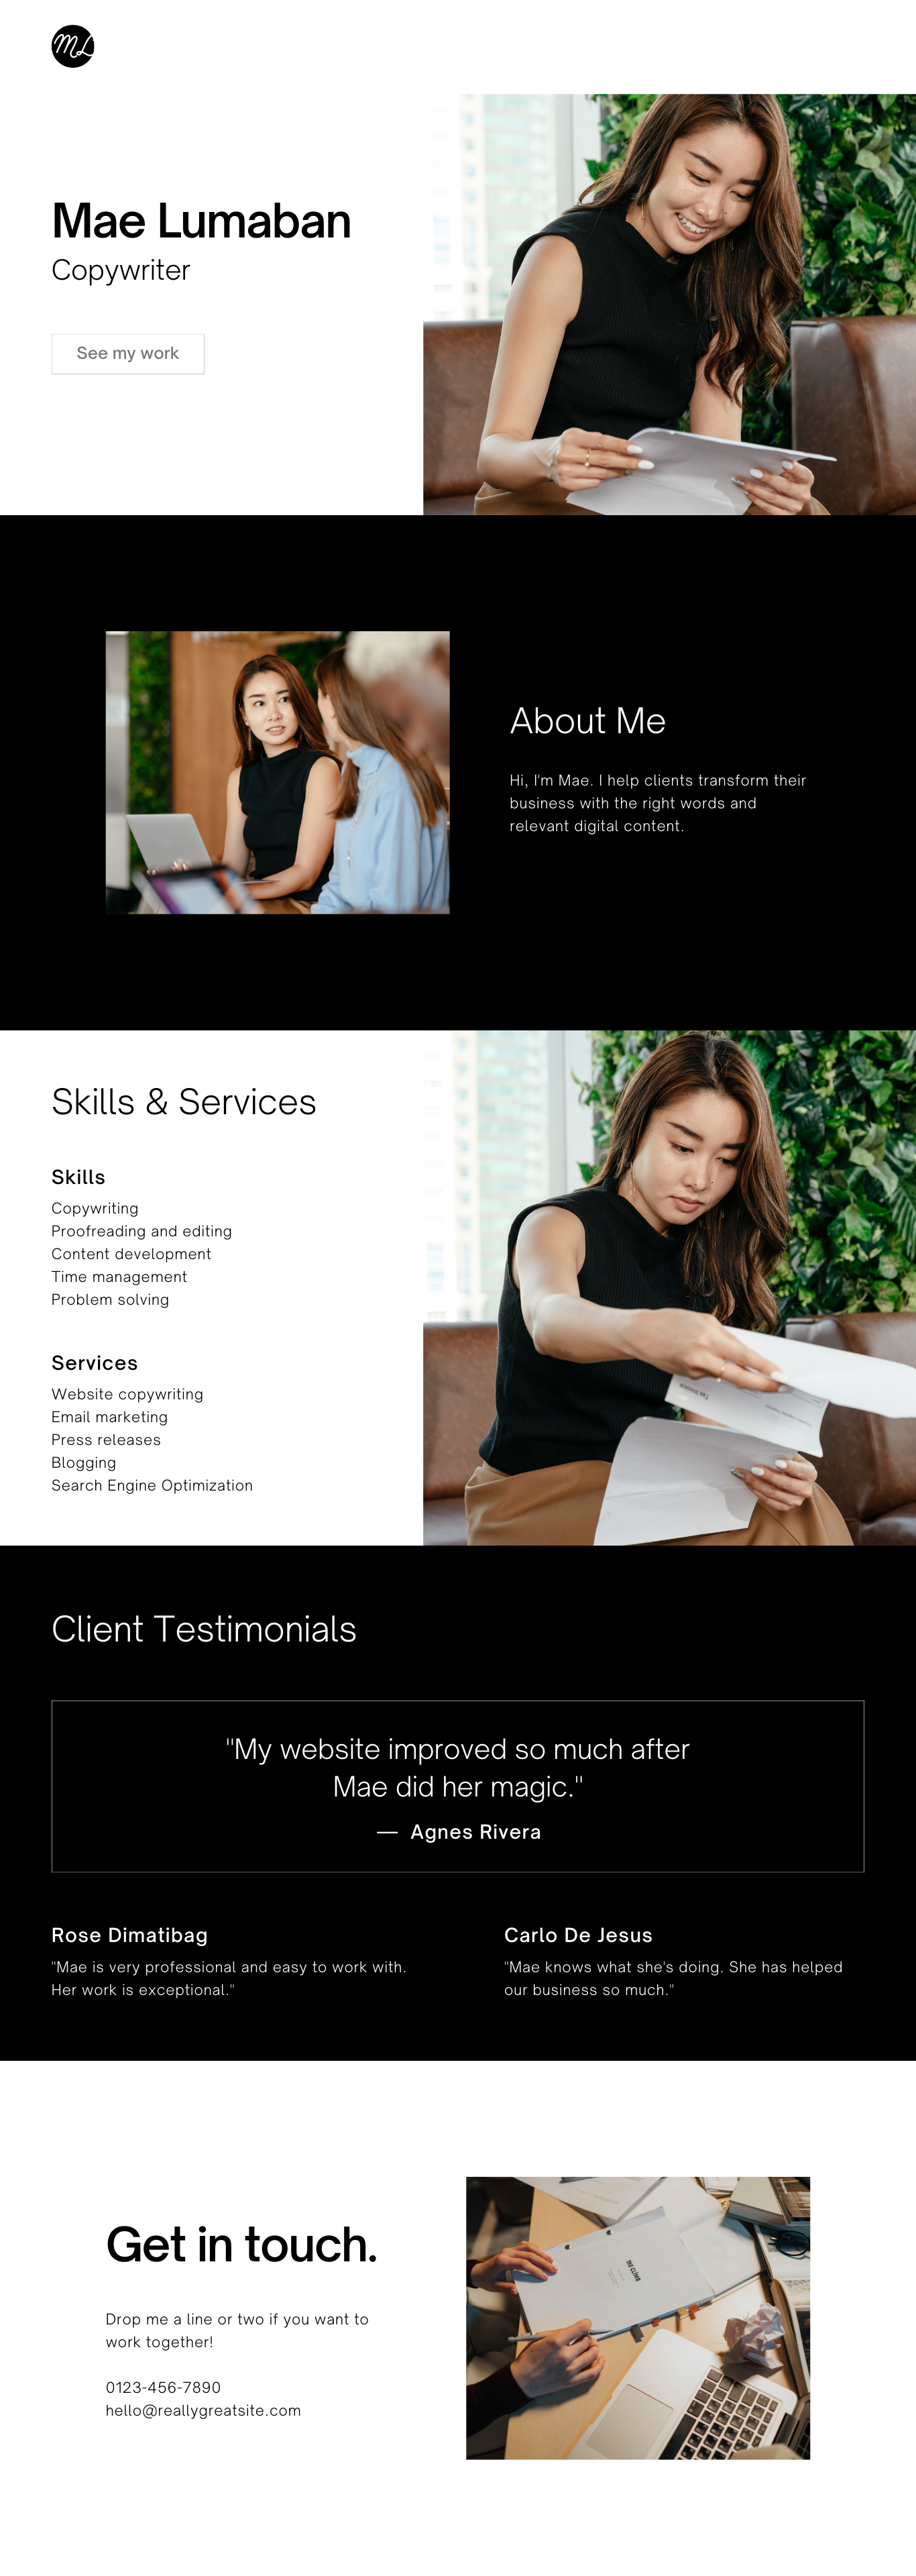 ML
Mae Lumaban
Copywriter
See my work
About Me
Hi, I'm Mae. I help clients transform their
business with the right words and
relevant digital content.
Skills & Services
Skills
Copywriting
Proofreading and editing
Content development
Time management
Problem solving
Services
Website copywriting
Email marketing
Press releases
Blogging
Search Engine Optimization
Client Testimonials
"My website improved so much after
Mae did her magic."
— Agnes Rivera
Rose Dimatibag
"Mae is very professional and easy to work with.
Her work is exceptional."
Carlo De Jesus
"Mae knows what she's doing. She has helped
our business so much."
Get in touch.
Drop me a line or two if you want to
work together!
0123-456-7890
hello@reallygreatsite.com
THE CLIMB